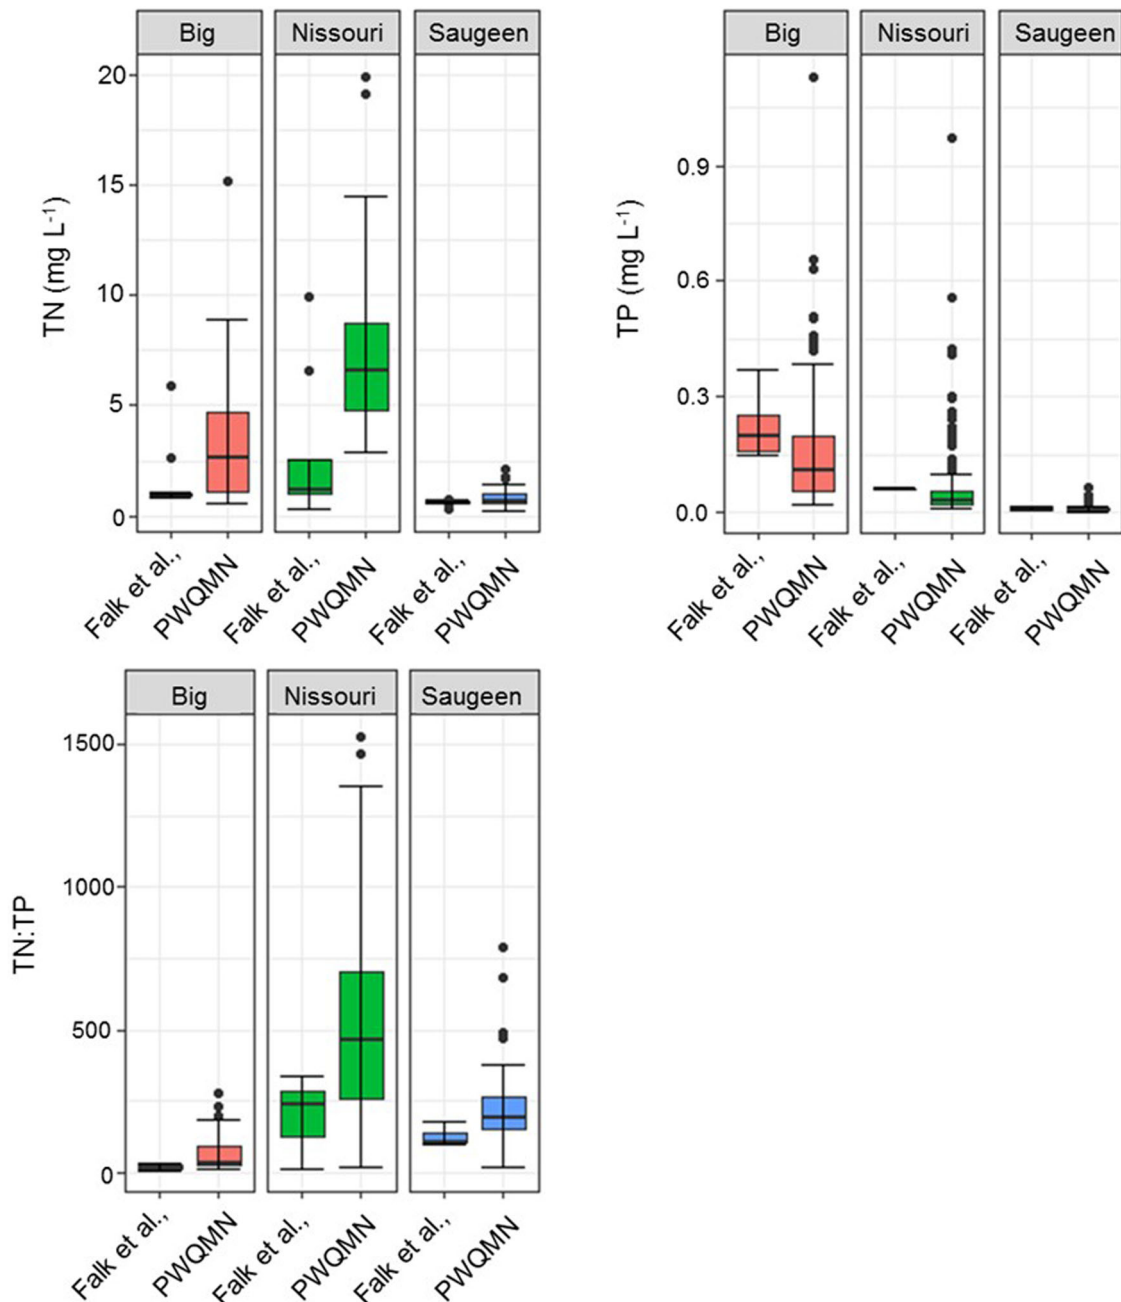 Big Nissouri Saugeen
TN (mg L⁻¹)
20
15
10
5
0
Falk et al., PWQMN Falk et al., PWQMN Falk et al., PWQMN
Big Nissouri Saugeen
TP (mg L⁻¹)
0.9
0.6
0.3
0.0
Falk et al., PWQMN Falk et al., PWQMN Falk et al., PWQMN
Big Nissouri Saugeen
TN:TP
1500
1000
500
0
Falk et al., PWQMN Falk et al., PWQMN Falk et al., PWQMN